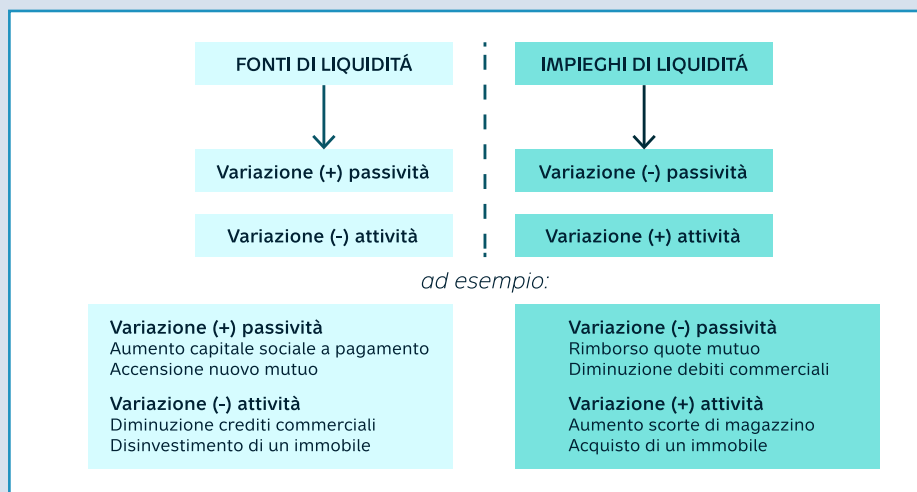 FONTI DI LIQUIDITÁ
IMPIEGHI DI LIQUIDITÁ
Variazione (+) passività
Variazione (-) passività
Variazione (-) attività
Variazione (+) attività
ad esempio:
Variazione (+) passività
Aumento capitale sociale a pagamento
Accensione nuovo mutuo
Variazione (-) attività
Diminuzione crediti commerciali
Disinvestimento di un immobile
Variazione (-) passività
Rimborso quote mutuo
Diminuzione debiti commerciali
Variazione (+) attività
Aumento scorte di magazzino
Acquisto di un immobile